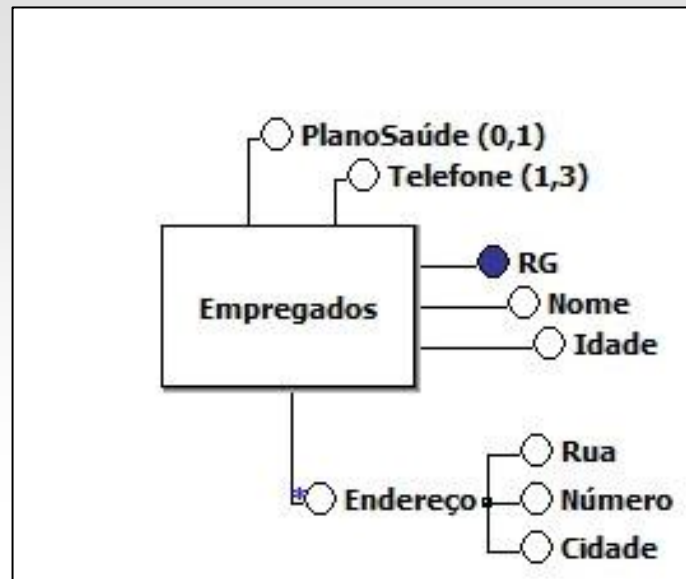 PlanoSaúde (0,1)
Telefone (1,3)
RG
Empregados
Nome
Idade
Rua
* Endereço
Número
Cidade